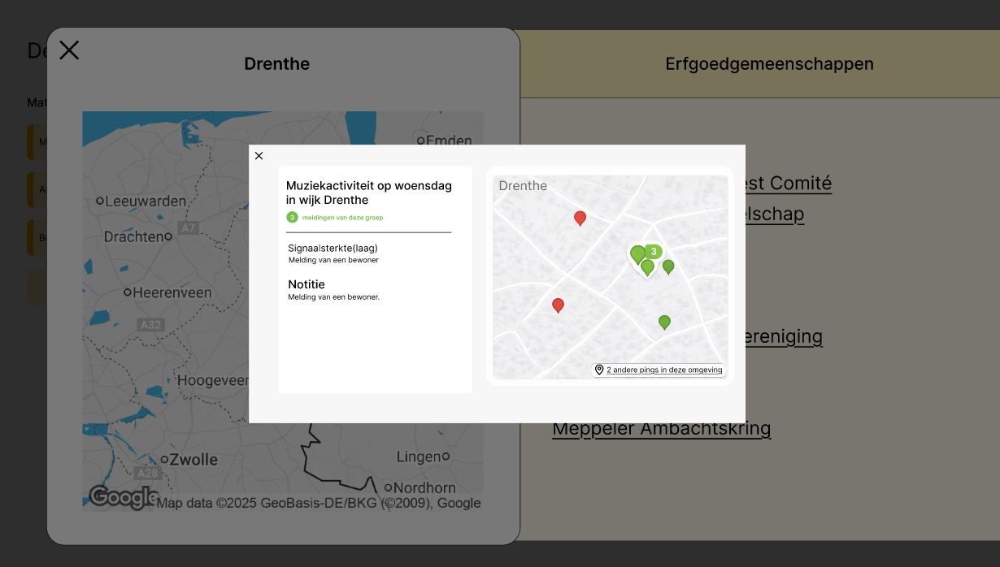 De
Drenthe
Erfgoedgemeenschappen
Mat
Emden
Leeuwarden
A7
Drachten
Heerenveen
A32
Hoogeveen
Zwolle
A28
Lingen
Nordhorn
Google
Map data ©2025 GeoBasis-DE/BKG (©2009), Google
Muziekactiviteit op woensdag
in wijk Drenthe
3 meldingen van deze groep
Signaalsterkte(laag)
Melding van een bewoner
Notitie
Melding van een bewoner.
Drenthe
3
2 andere pings in deze omgeving
est Comité
elschap
ereniging
Meppeler Ambachtskring